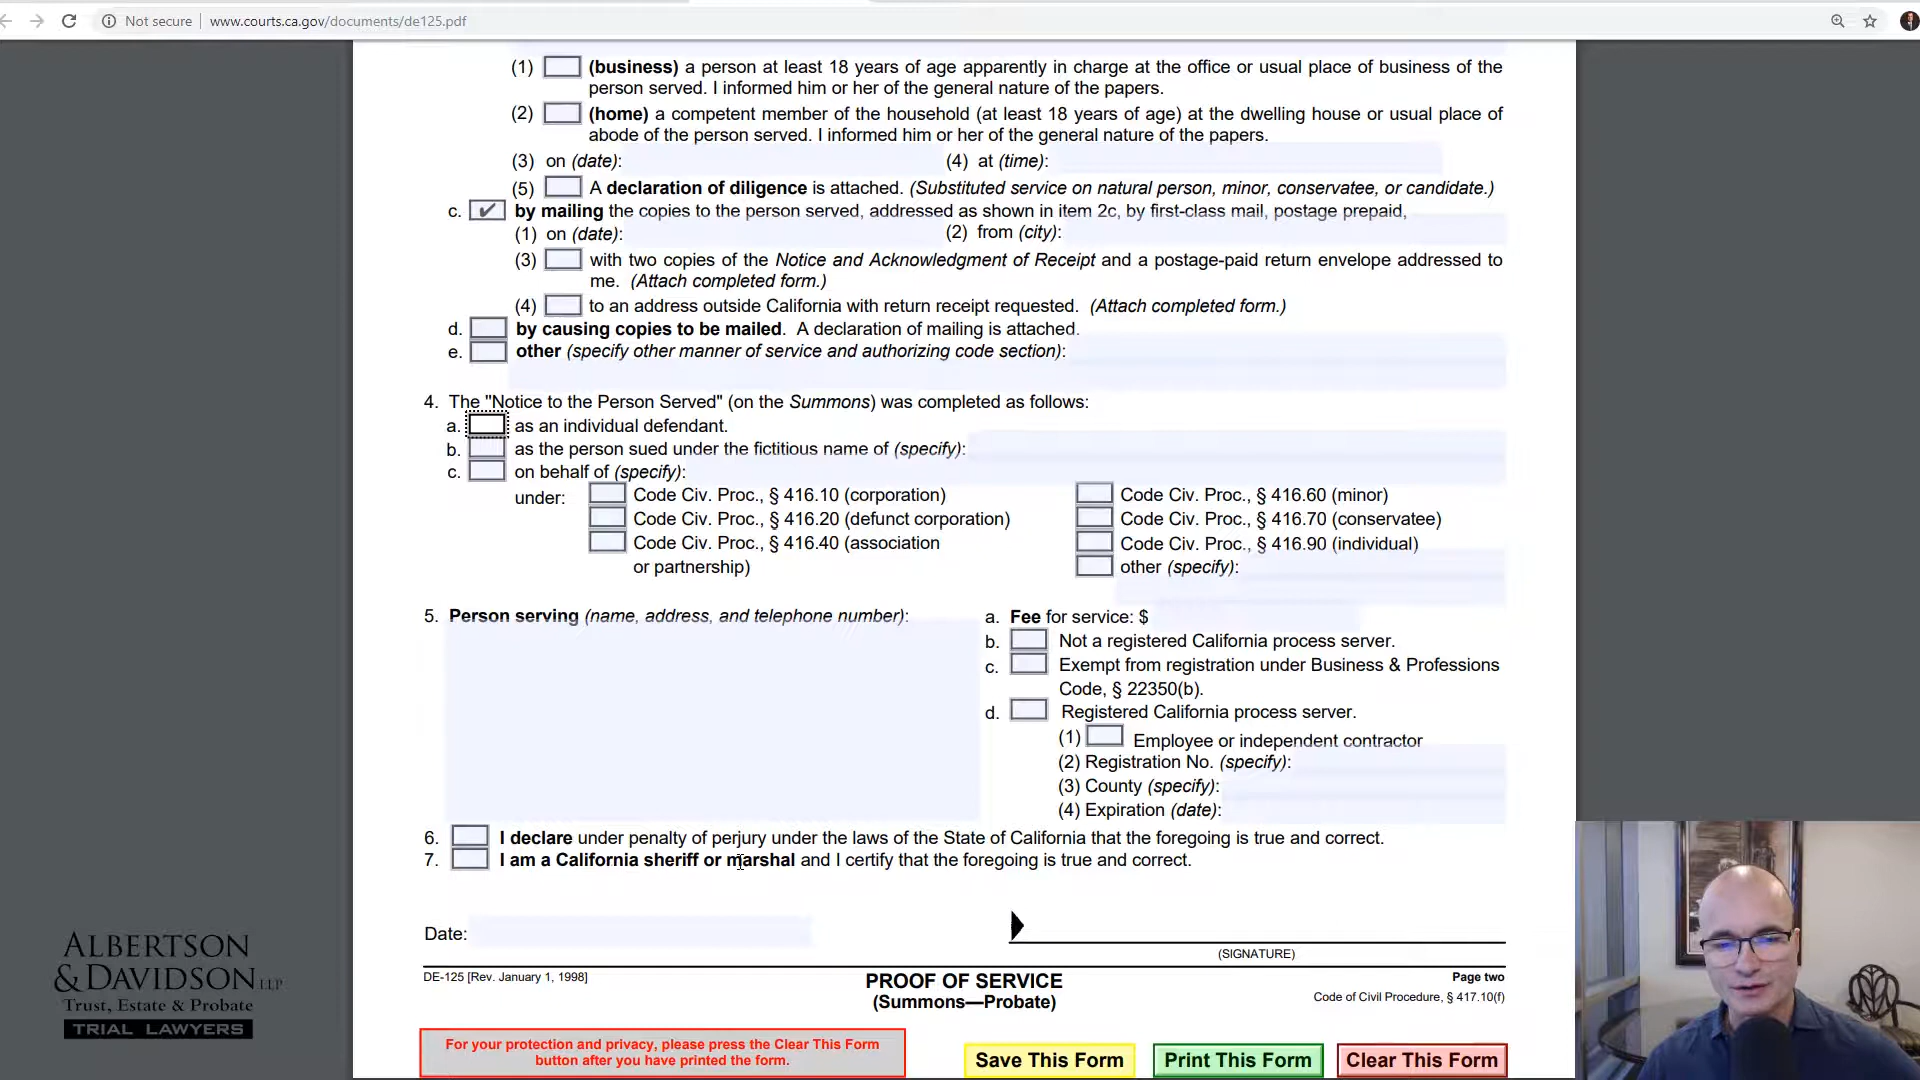 Not secure www.courts.ca.gov/documents/de125.pdf
(1) (business) a person at least 18 years of age apparently in charge at the office or usual place of business of the
person served. I informed him or her of the general nature of the papers.
(2) (home) a competent member of the household (at least 18 years of age) at the dwelling house or usual place of
abode of the person served. I informed him or her of the general nature of the papers.
(3) on (date): (4) at (time):
(5) A declaration of diligence is attached. (Substituted service on natural person, minor, conservatee, or candidate.)
c. ✔ by mailing the copies to the person served, addressed as shown in item 2c, by first-class mail, postage prepaid,
(1) on (date): (2) from (city):
(3) with two copies of the Notice and Acknowledgment of Receipt and a postage-paid return envelope addressed to
me. (Attach completed form.)
(4) to an address outside California with return receipt requested. (Attach completed form.)
d. by causing copies to be mailed. A declaration of mailing is attached.
e. other (specify other manner of service and authorizing code section):
4. The "Notice to the Person Served" (on the Summons) was completed as follows:
a. as an individual defendant.
b. as the person sued under the fictitious name of (specify):
c. on behalf of (specify):
under: Code Civ. Proc., § 416.10 (corporation) Code Civ. Proc., § 416.60 (minor)
Code Civ. Proc., § 416.20 (defunct corporation) Code Civ. Proc., § 416.70 (conservatee)
Code Civ. Proc., § 416.40 (association Code Civ. Proc., § 416.90 (individual)
or partnership) other (specify):
5. Person serving (name, address, and telephone number): a. Fee for service: $
b. Not a registered California process server.
c. Exempt from registration under Business & Professions
Code, § 22350(b).
d. Registered California process server.
(1) Employee or independent contractor
(2) Registration No. (specify):
(3) County (specify):
(4) Expiration (date):
6. I declare under penalty of perjury under the laws of the State of California that the foregoing is true and correct.
7. I am a California sheriff or marshal and I certify that the foregoing is true and correct.
Date:
(SIGNATURE)
DE-125 [Rev. January 1, 1998] PROOF OF SERVICE Page two
(Summons—Probate) Code of Civil Procedure, § 417.10(f)
For your protection and privacy, please press the Clear This Form
button after you have printed the form.
Save This Form Print This Form Clear This Form
ALBERTSON
& DAVIDSON LLP
Trust, Estate & Probate
TRIAL LAWYERS